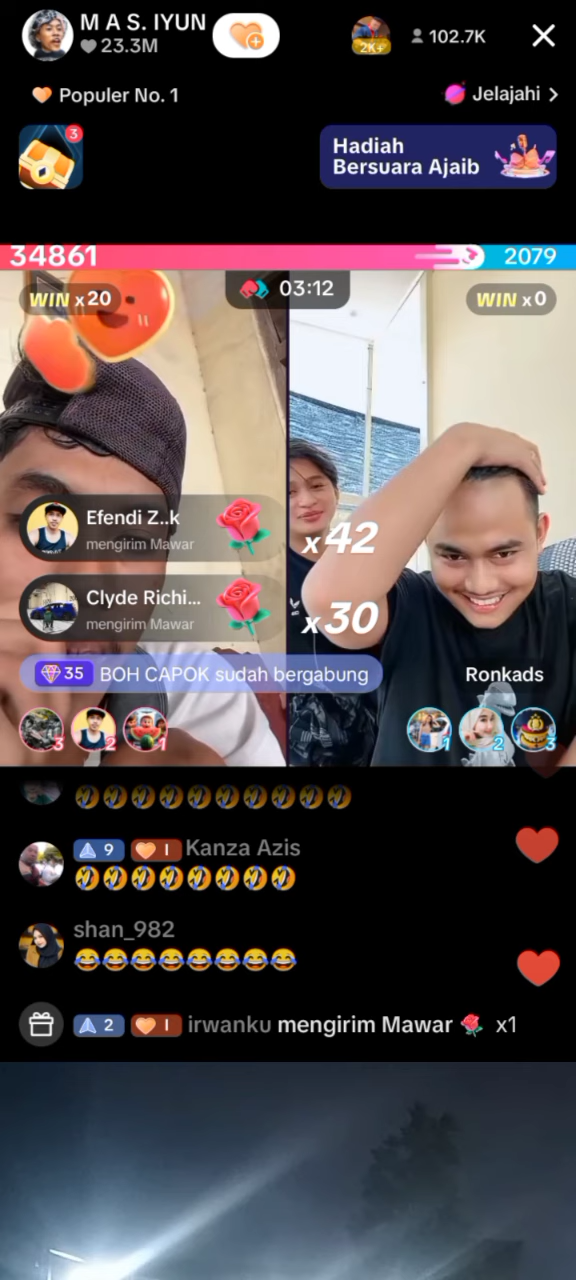 M A S. IYUN
23.3M
2K+
102.7K
Populer No. 1
Jelajahi
3
Hadiah
Bersuara Ajaib
34861
2079
WIN x20
03:12
WIN x0
Efendi Z..k
mengirim Mawar
x42
Clyde Richi...
mengirim Mawar
x30
35 BOH CAPOK sudah bergabung
Ronkads
3 2 1
1 2 3
9 I Kanza Azis
🤣🤣🤣🤣🤣🤣🤣🤣
shan_982
😂😂😂😂😂😂😂😂
2 I irwanku mengirim Mawar 🌹 x1